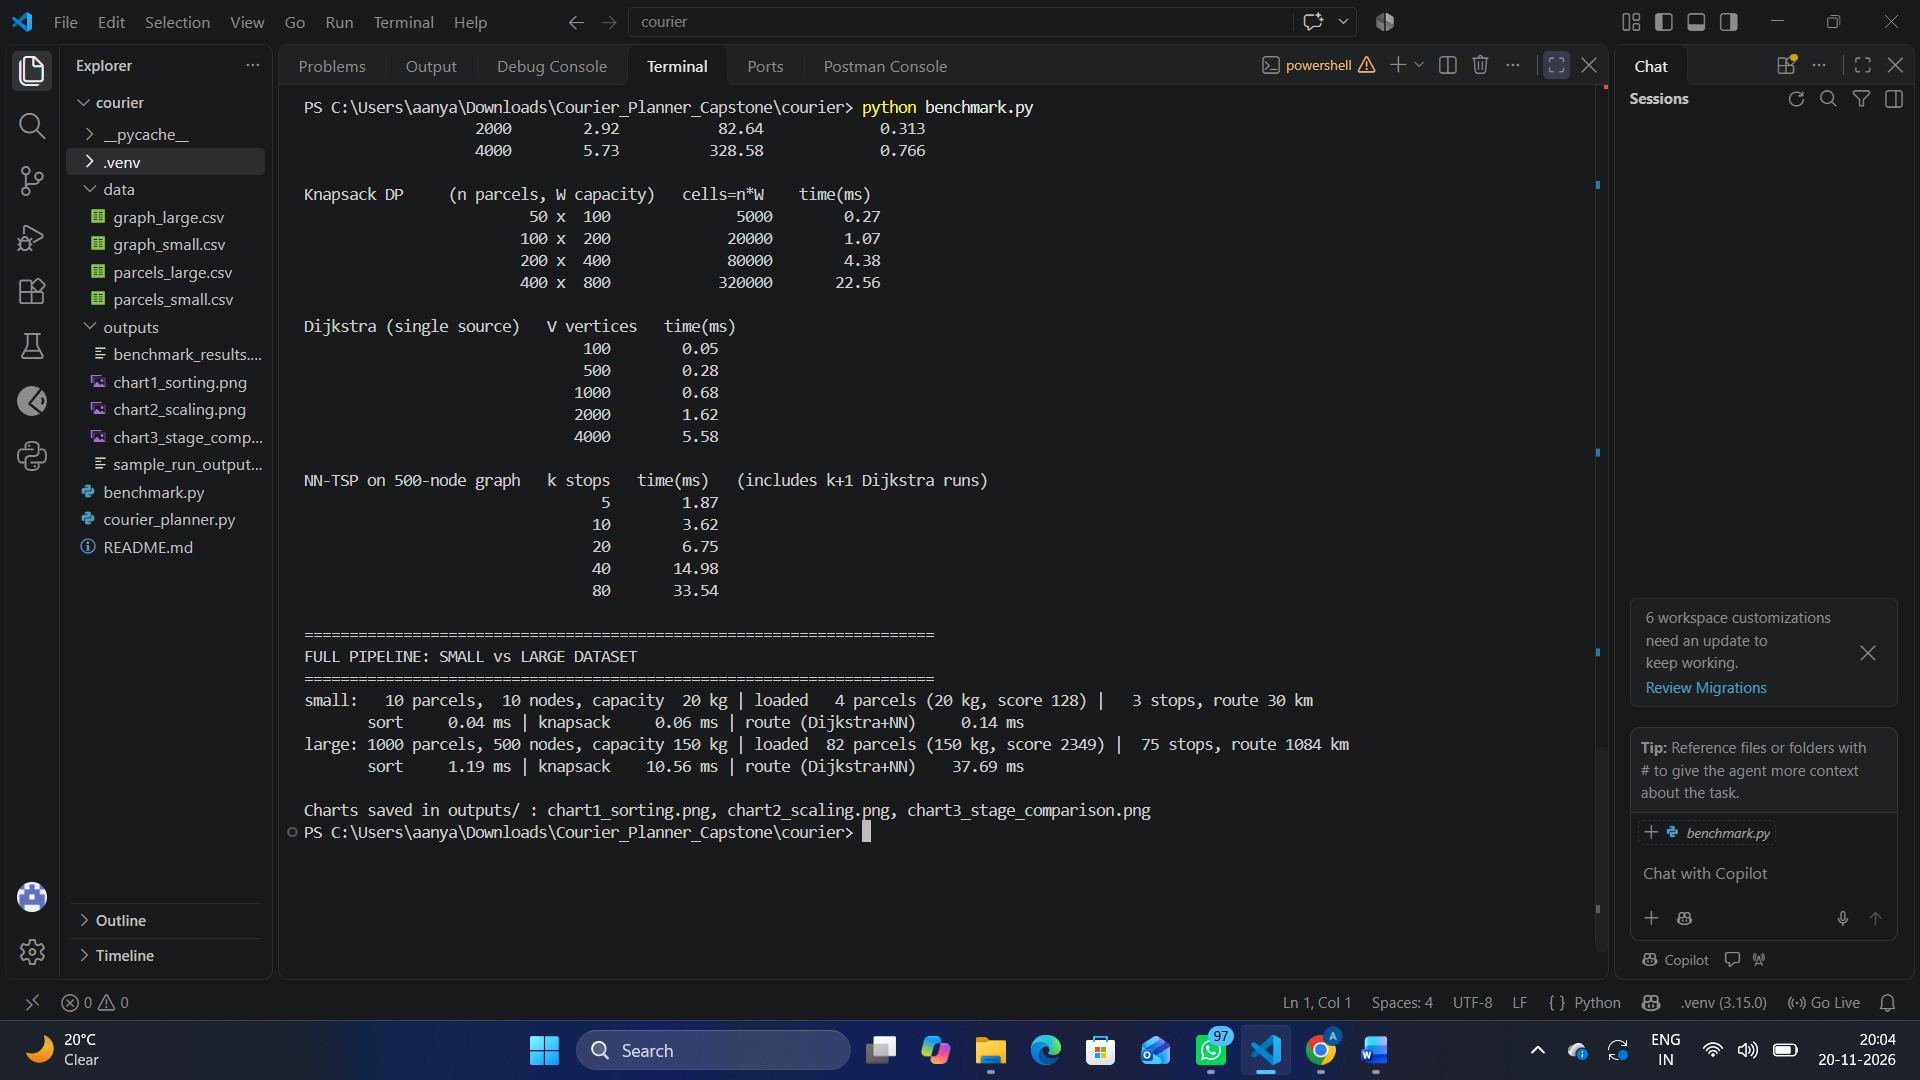 File Edit Selection View Go Run Terminal Help
courier
Explorer
courier
__pycache__
.venv
data
graph_large.csv
graph_small.csv
parcels_large.csv
parcels_small.csv
outputs
benchmark_results....
chart1_sorting.png
chart2_scaling.png
chart3_stage_comp...
sample_run_output...
benchmark.py
courier_planner.py
README.md
Outline
Timeline
Problems Output Debug Console Terminal Ports Postman Console
powershell
PS C:\Users\aanya\Downloads\Courier_Planner_Capstone\courier> python benchmark.py
2000 2.92 82.64 0.313
4000 5.73 328.58 0.766
Knapsack DP (n parcels, W capacity) cells=n*W time(ms)
50 x 100 5000 0.27
100 x 200 20000 1.07
200 x 400 80000 4.38
400 x 800 320000 22.56
Dijkstra (single source) V vertices time(ms)
100 0.05
500 0.28
1000 0.68
2000 1.62
4000 5.58
NN-TSP on 500-node graph k stops time(ms) (includes k+1 Dijkstra runs)
5 1.87
10 3.62
20 6.75
40 14.98
80 33.54
======================================================================
FULL PIPELINE: SMALL vs LARGE DATASET
======================================================================
small: 10 parcels, 10 nodes, capacity 20 kg | loaded 4 parcels (20 kg, score 128) | 3 stops, route 30 km
sort 0.04 ms | knapsack 0.06 ms | route (Dijkstra+NN) 0.14 ms
large: 1000 parcels, 500 nodes, capacity 150 kg | loaded 82 parcels (150 kg, score 2349) | 75 stops, route 1084 km
sort 1.19 ms | knapsack 10.56 ms | route (Dijkstra+NN) 37.69 ms
Charts saved in outputs/ : chart1_sorting.png, chart2_scaling.png, chart3_stage_comparison.png
PS C:\Users\aanya\Downloads\Courier_Planner_Capstone\courier>
Chat
Sessions
6 workspace customizations
need an update to
keep working.
Review Migrations
Tip: Reference files or folders with
# to give the agent more context
about the task.
benchmark.py
Chat with Copilot
Copilot
0 0
Ln 1, Col 1 Spaces: 4 UTF-8 LF { } Python .venv (3.15.0) Go Live
20°C
Clear
Search
97
A
ENG
IN
20:04
20-11-2026